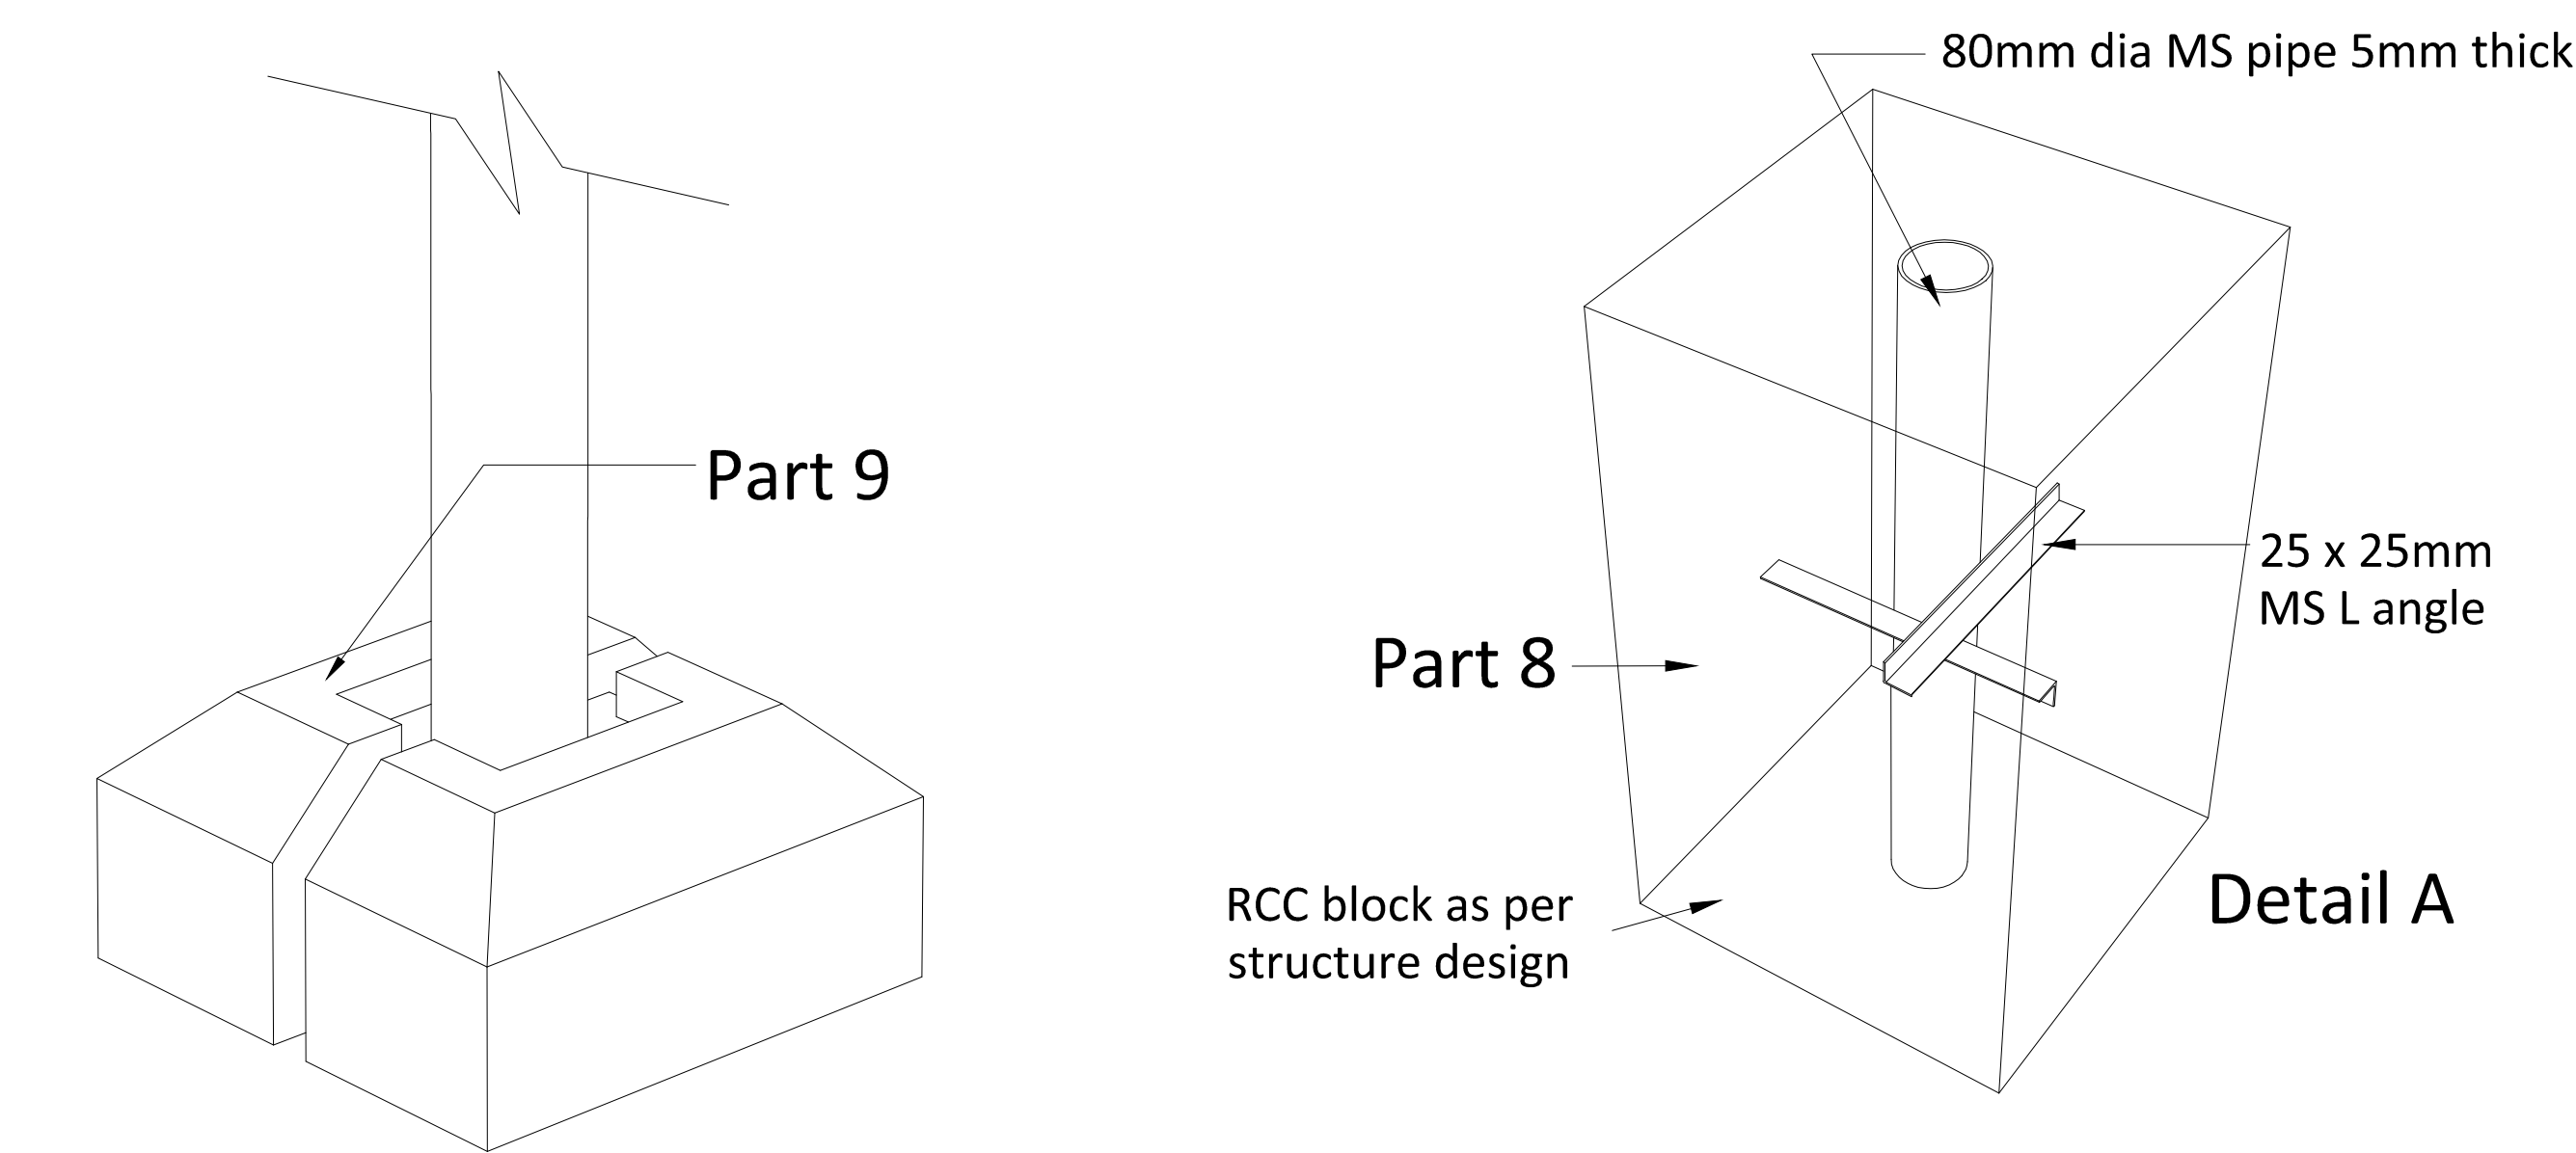 80mm dia MS pipe 5mm thick
Part 9
25 x 25mm
MS L angle
Part 8
RCC block as per
structure design
Detail A